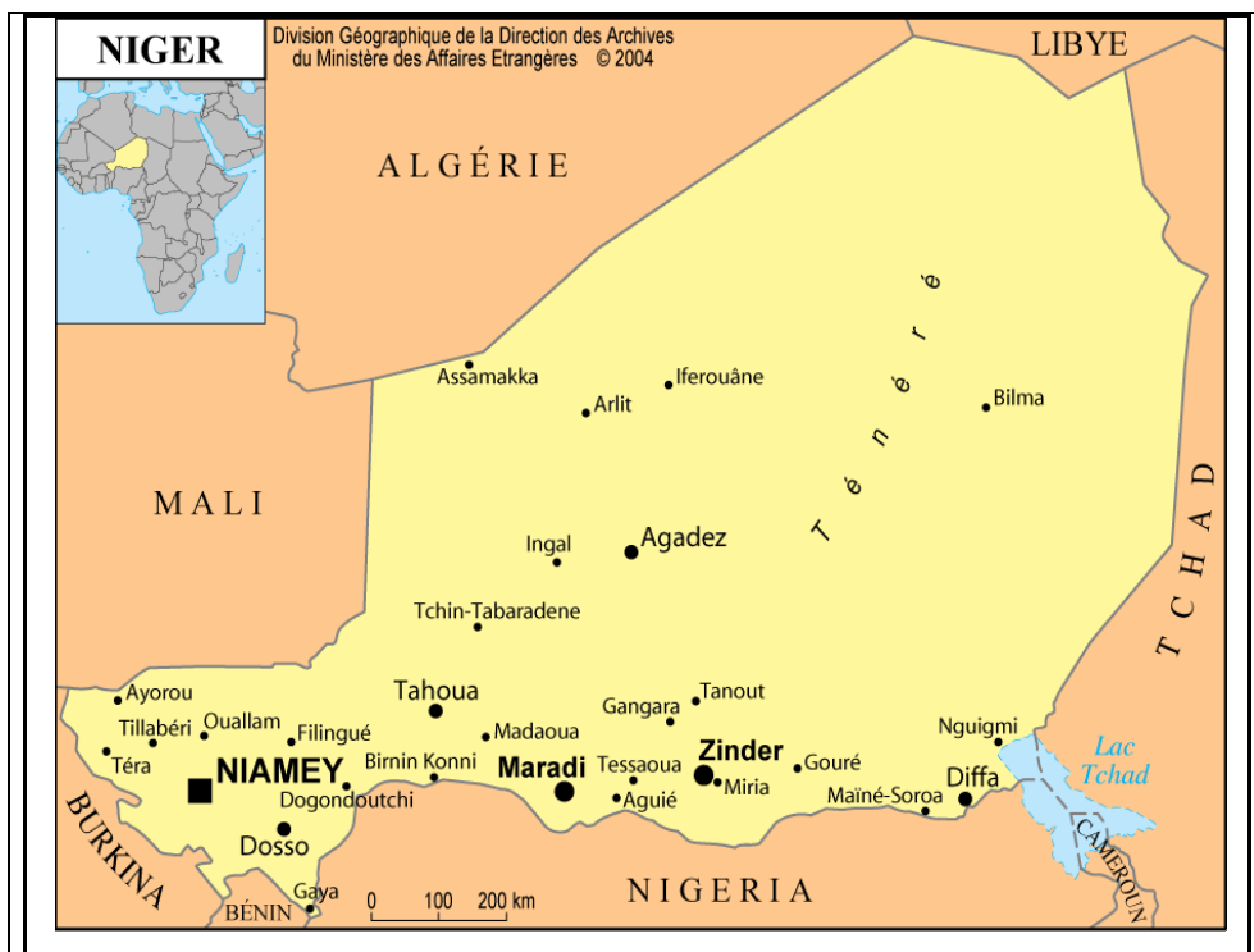 NIGER
Division Géographique de la Direction des Archives
du Ministère des Affaires Etrangères © 2004
LIBYE
ALGÉRIE
Ténéré
Assamakka
Iferouâne
Arlit
Bilma
MALI
TCHAD
Agadez
Ingal
Tchin-Tabaradene
Ayorou
Tahoua
Tanout
Gangara
Tillabéri
Ouallam
Filingué
Madaoua
Nguigmi
Lac
Tchad
Téra
NIAMEY
Birnin Konni
Maradi
Tessaoua
Zinder
Gouré
Diffa
Miria
Maïné-Soroa
Dogondoutchi
Aguié
BURKINA
Dosso
CAMEROUN
Gaya
BÉNIN
0 100 200 km
NIGERIA